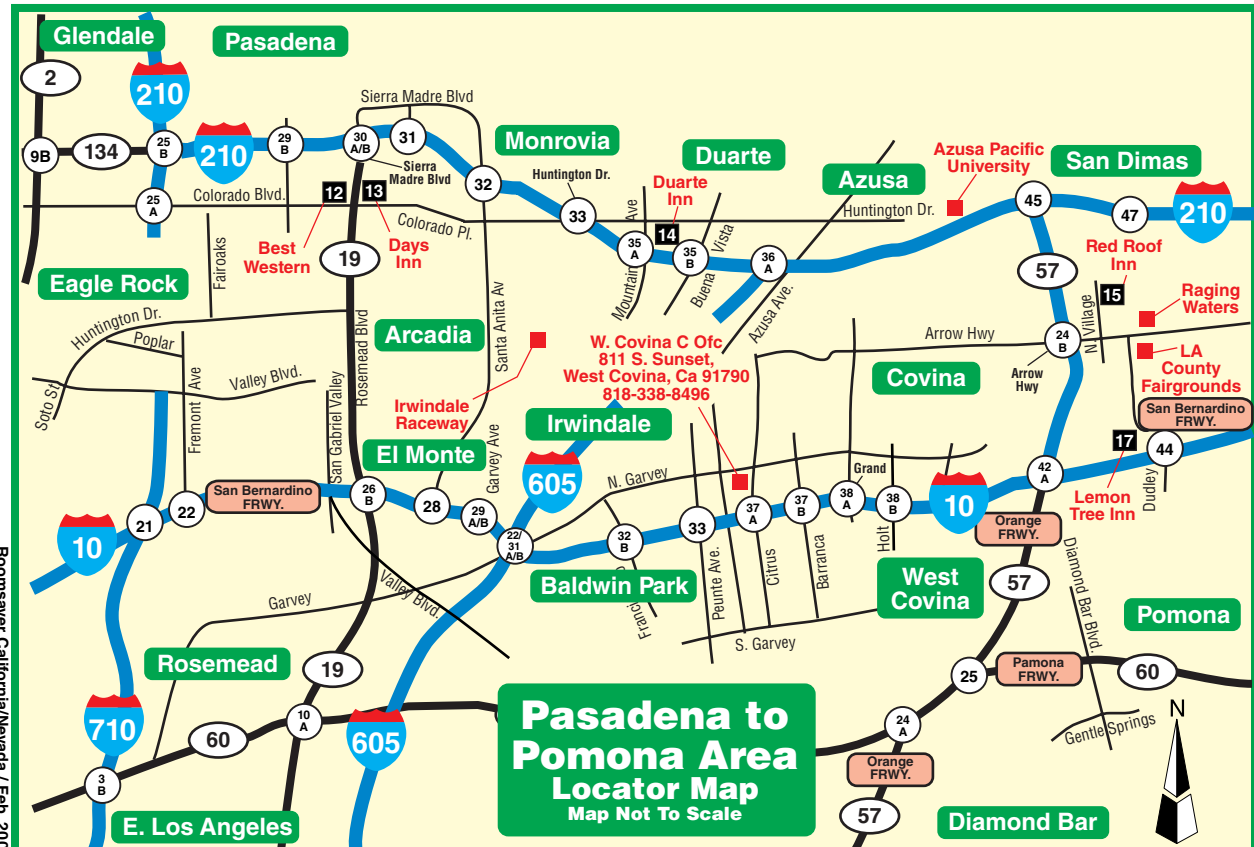 Glendale
Pasadena
2
210
Sierra Madre Blvd
9B
134
25
B
210
29
B
30
A/B
31
Sierra
Madre Blvd
32
Monrovia
Duarte
Azusa
Azusa Pacific
University
San Dimas
25
A
Colorado Blvd.
12
13
Colorado Pl.
Huntington Dr.
33
Duarte
Inn
14
Huntington Dr.
45
47
210
Best
Western
Days
Inn
19
Fairoaks
35
A
Mountain Ave
35
B
Buena Vista
36
A
Azusa Ave.
57
Red Roof
Inn
15
Raging
Waters
Eagle Rock
Huntington Dr.
Poplar
Arcadia
Santa Anita Av
Rosemead Blvd
Irwindale
Raceway
W. Covina C Ofc
811 S. Sunset,
West Covina, Ca 91790
818-338-8496
Arrow Hwy
24
B
Arrow
Hwy
N. Village
LA
County
Fairgrounds
Covina
Soto St.
Fremont Ave
Valley Blvd.
San Gabriel Valley
El Monte
Garvey Ave
Irwindale
605
San Bernardino
FRWY.
17
44
Dudley
Lemon
Tree Inn
N. Garvey
Grand
10
21
22
San Bernardino
FRWY.
26
B
28
29
A/B
22/
31
A/B
32
B
33
37
A
37
B
38
A
38
B
10
42
A
Orange
FRWY.
57
Baldwin Park
Peunte Ave.
Citrus
Barranca
Holt
West
Covina
Diamond Bar Blvd.
Pomona
Garvey
Valley Blvd.
S. Garvey
Rosemead
19
25
Pamona
FRWY.
60
Gentle Springs
N
710
60
10
A
605
3
B
Pasadena to
Pomona Area
Locator Map
Map Not To Scale
24
A
Orange
FRWY.
57
E. Los Angeles
Diamond Bar
Roomsaver California/Nevada / Feb. 200